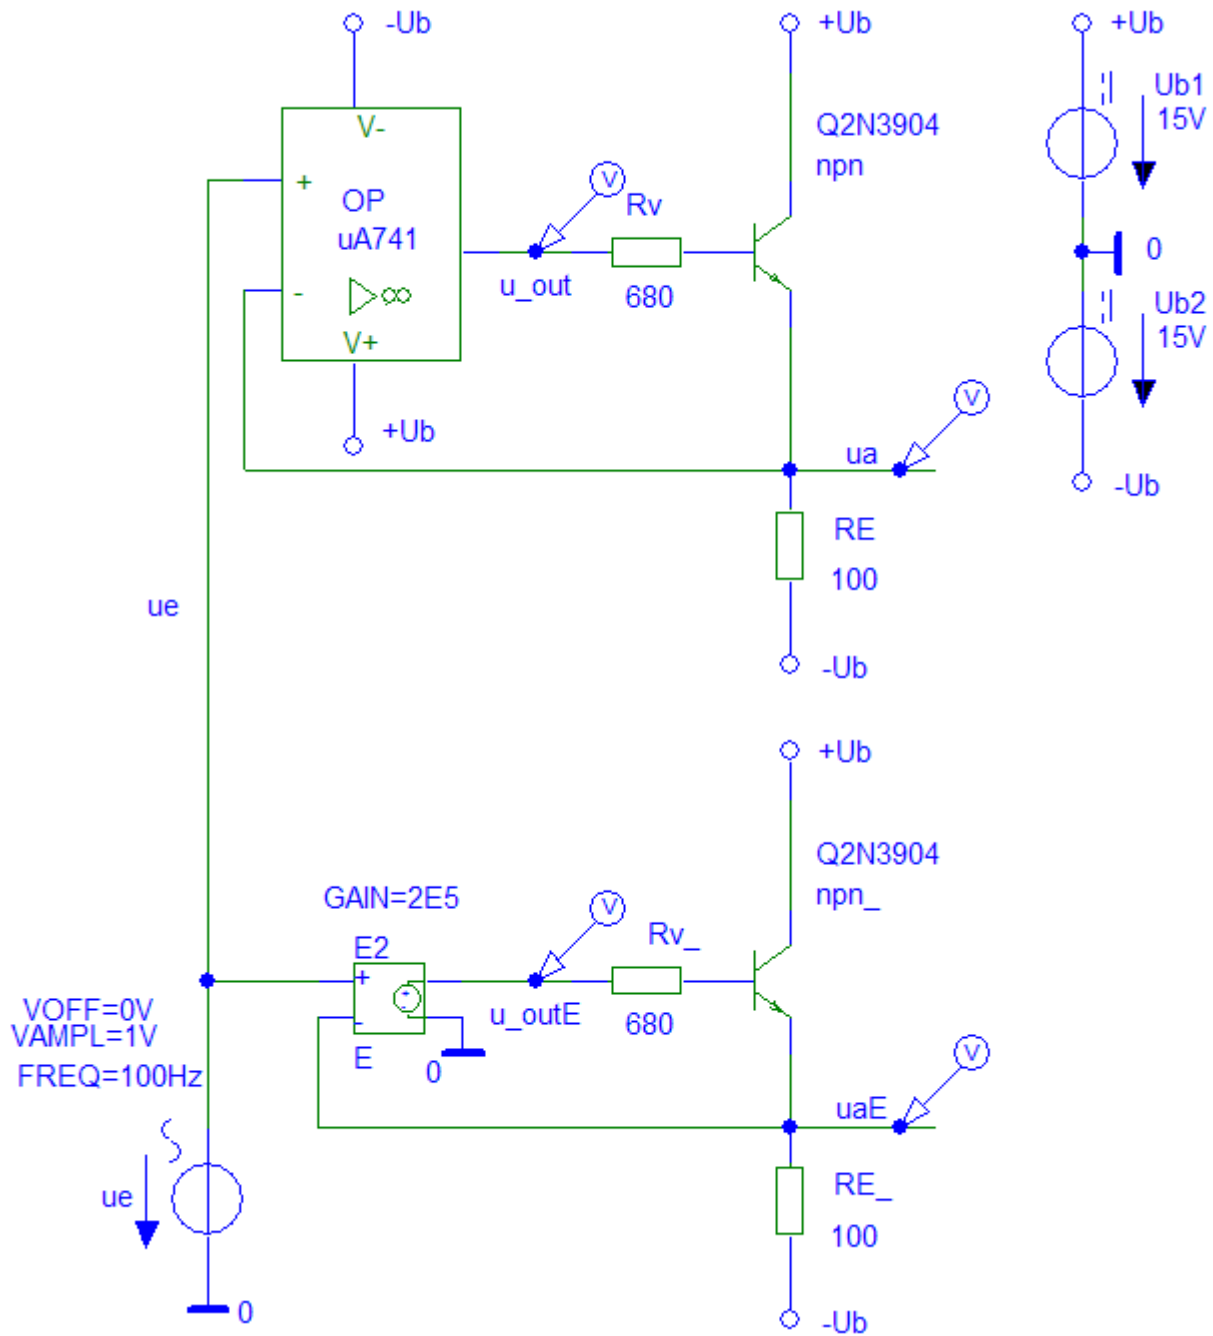 -Ub
+Ub
+Ub
V-
Ub1
15V
Q2N3904
npn
V
+
OP
uA741
Rv
u_out
680
0
-
V+
Ub2
15V
+Ub
V
ua
-Ub
RE
100
ue
-Ub
+Ub
Q2N3904
npn_
GAIN=2E5
V
E2
Rv_
+
+
-
-
u_outE
680
E
0
VOFF=0V
VAMPL=1V
FREQ=100Hz
V
uaE
ue
RE_
100
0
-Ub